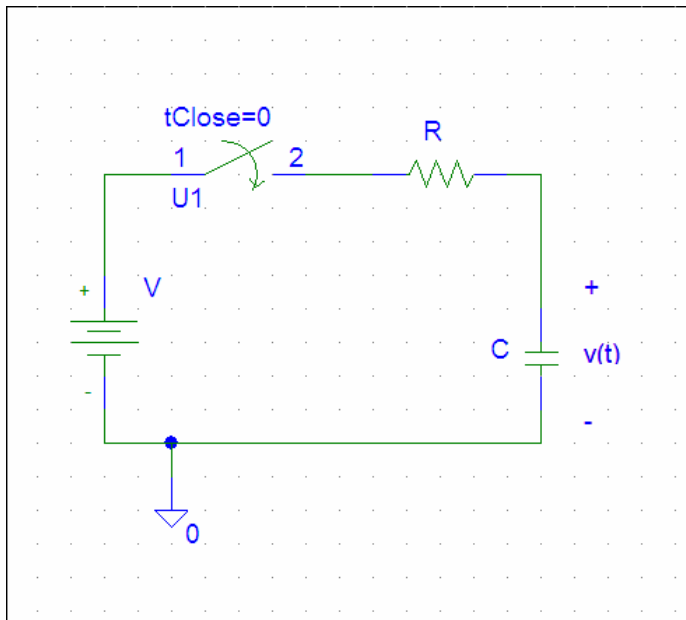 tClose=0
R
1 2
U1
+ V
+
C v(t)
-
-
0